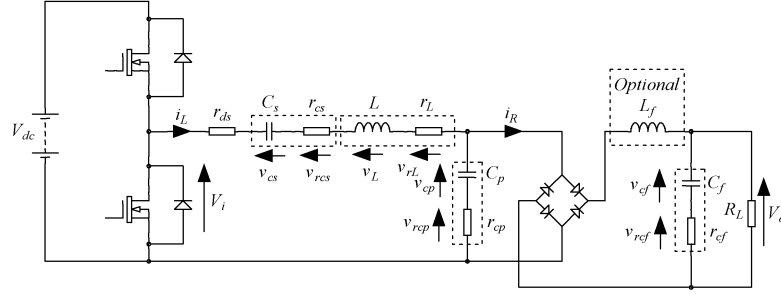 Optional
L_f
C_s
r_cs
L
r_L
r_ds
i_L
i_R
V_dc
v_cs
v_rcs
v_L
v_rL
v_cp
C_p
v_cf
C_f
V_i
R_L
v_rcp
r_cp
v_rcf
r_cf